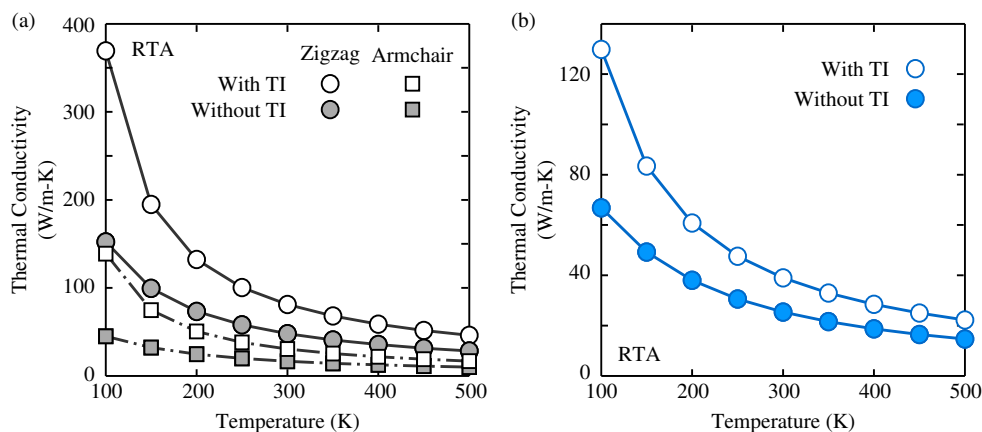 (a)
400
300
200
100
0
Thermal Conductivity
(W/m-K)
RTA
Zigzag Armchair
With TI
Without TI
100 200 300 400 500
Temperature (K)
(b)
120
80
40
0
Thermal Conductivity
(W/m-K)
With TI
Without TI
RTA
100 200 300 400 500
Temperature (K)